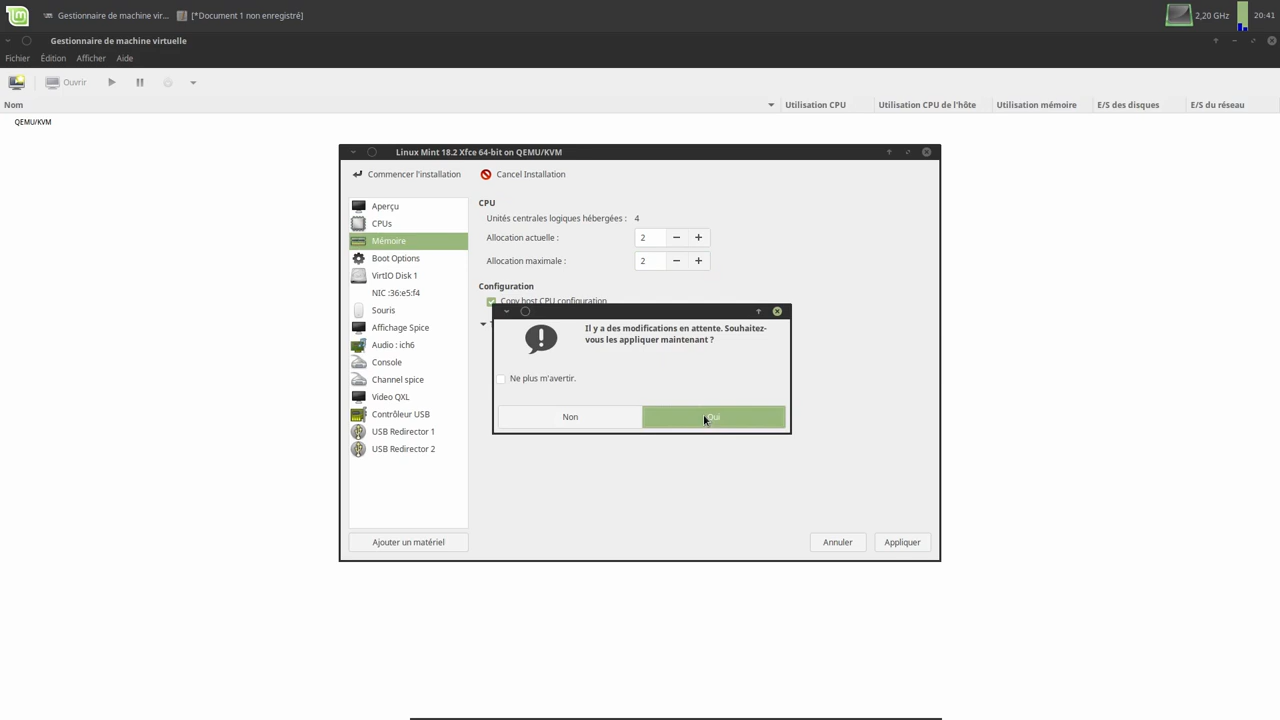 Gestionnaire de machine vir...
[*Document 1 non enregistré]
2,20 GHz
20:41
Gestionnaire de machine virtuelle
Fichier Édition Afficher Aide
Ouvrir
Nom Utilisation CPU Utilisation CPU de l'hôte Utilisation mémoire E/S des disques E/S du réseau
QEMU/KVM
Linux Mint 18.2 Xfce 64-bit on QEMU/KVM
Commencer l'installation Cancel Installation
Aperçu
CPUs
Mémoire
Boot Options
VirtIO Disk 1
NIC :36:e5:f4
Souris
Affichage Spice
Audio : ich6
Console
Channel spice
Video QXL
Contrôleur USB
USB Redirector 1
USB Redirector 2
Ajouter un matériel
CPU
Unités centrales logiques hébergées : 4
Allocation actuelle : 2
Allocation maximale : 2
Configuration
Copy host CPU configuration
Il y a des modifications en attente. Souhaitez-
vous les appliquer maintenant ?
Ne plus m'avertir.
Non Oui
Annuler Appliquer